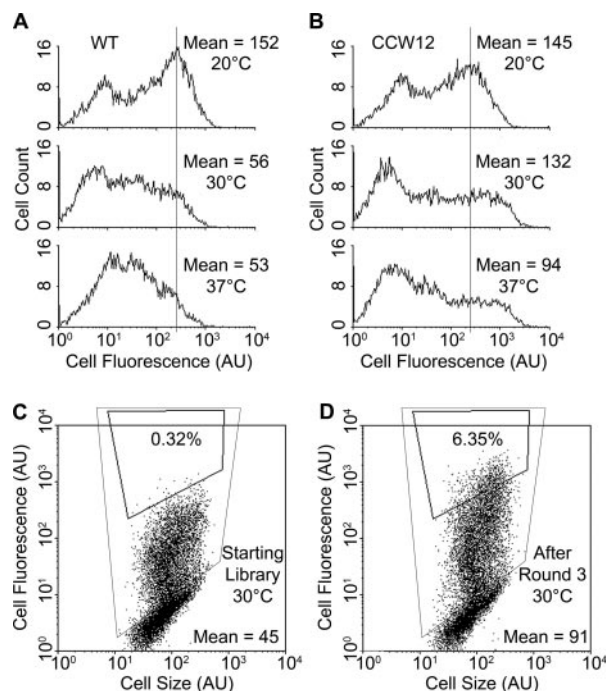 A
WT
Mean = 152
20°C
16
8
0
Mean = 56
30°C
16
8
0
Mean = 53
37°C
16
8
0
10⁰ 10¹ 10² 10³ 10⁴
Cell Count
Cell Fluorescence (AU)
B
CCW12
Mean = 145
20°C
16
8
0
Mean = 132
30°C
16
8
0
Mean = 94
37°C
16
8
0
10⁰ 10¹ 10² 10³ 10⁴
Cell Fluorescence (AU)
C
0.32%
Starting
Library
30°C
Mean = 45
10⁴
10³
10²
10¹
10⁰
Cell Fluorescence (AU)
10⁰ 10¹ 10² 10³ 10⁴
Cell Size (AU)
D
6.35%
After
Round 3
30°C
Mean = 91
10⁴
10³
10²
10¹
10⁰
Cell Fluorescence (AU)
10⁰ 10¹ 10² 10³ 10⁴
Cell Size (AU)